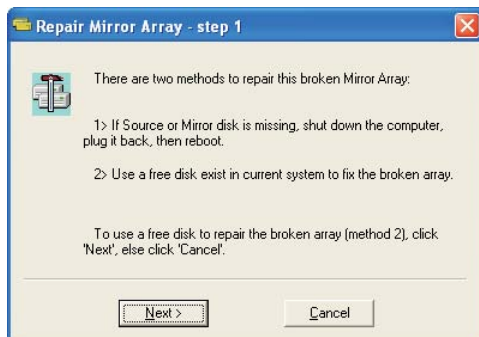 Repair Mirror Array - step 1
There are two methods to repair this broken Mirror Array:
1> If Source or Mirror disk is missing, shut down the computer,
plug it back, then reboot.
2> Use a free disk exist in current system to fix the broken array.
To use a free disk to repair the broken array (method 2), click
'Next', else click 'Cancel'.
Next >
Cancel